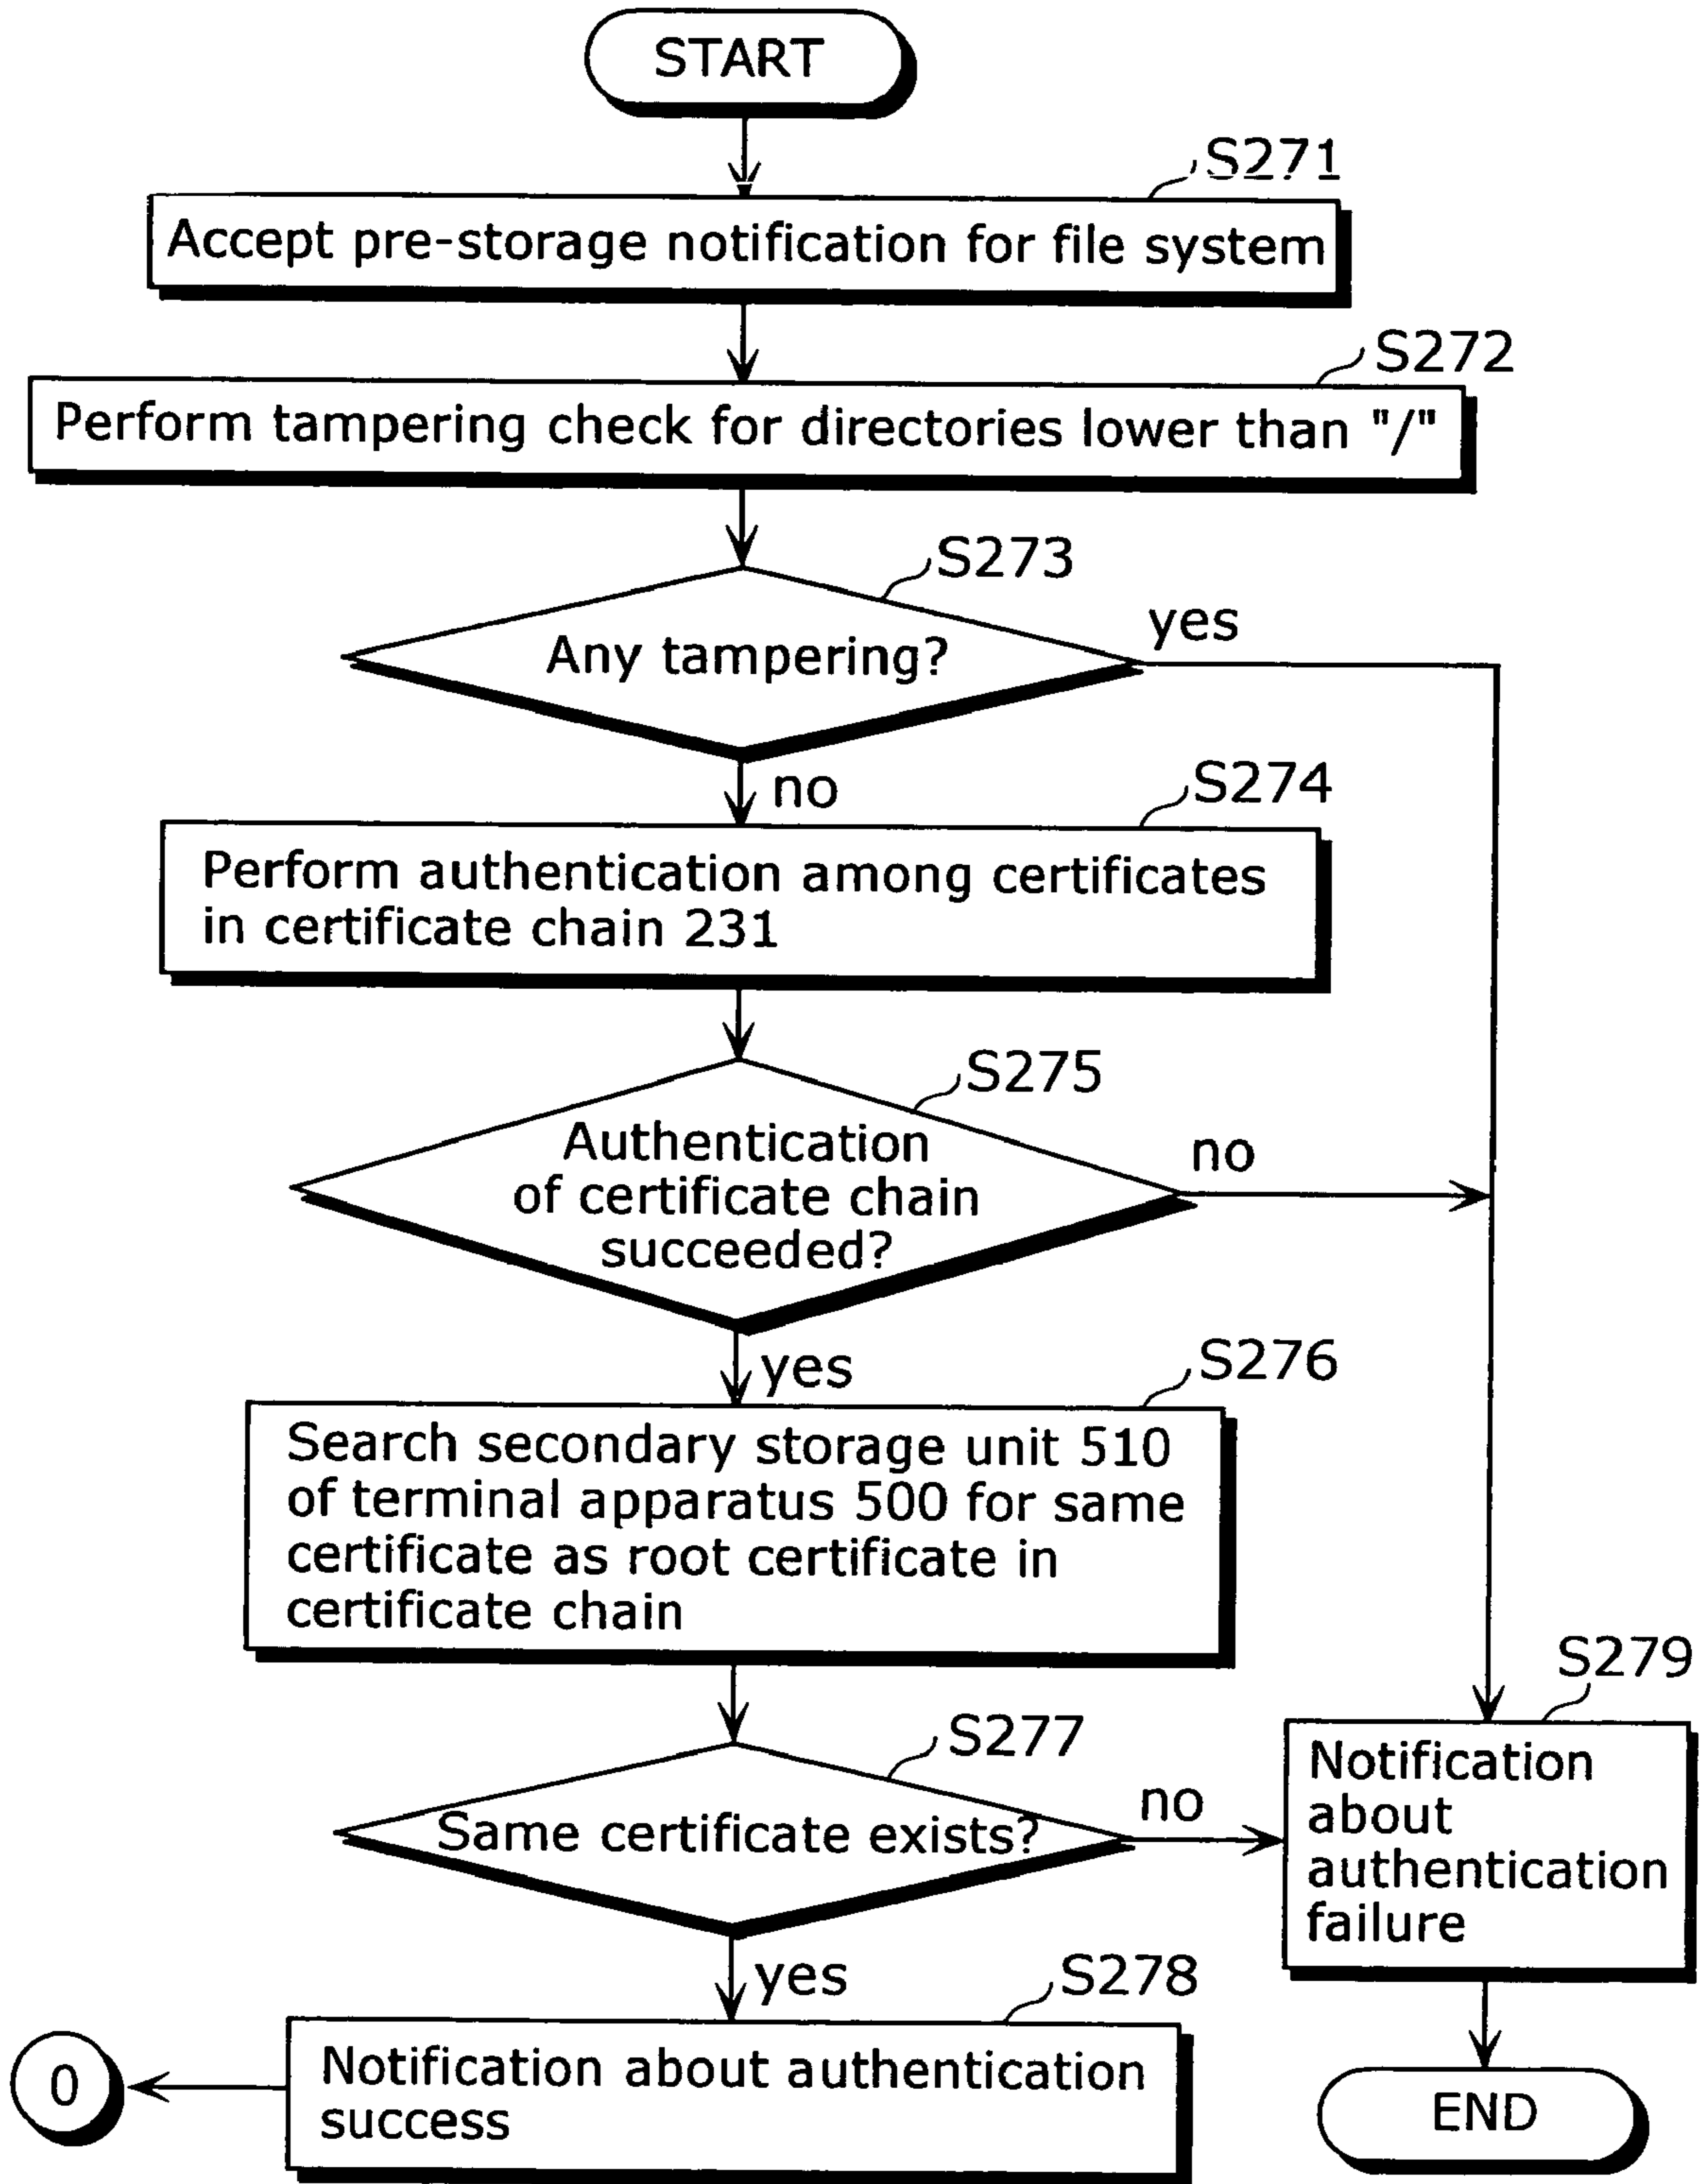 START
S271
Accept pre-storage notification for file system
S272
Perform tampering check for directories lower than "/"
S273
Any tampering?
yes
no
S274
Perform authentication among certificates
in certificate chain 231
S275
Authentication
of certificate chain
succeeded?
no
yes
S276
Search secondary storage unit 510
of terminal apparatus 500 for same
certificate as root certificate in
certificate chain
S277
Same certificate exists?
no
S279
Notification
about
authentication
failure
yes
S278
Notification about authentication
success
0
END